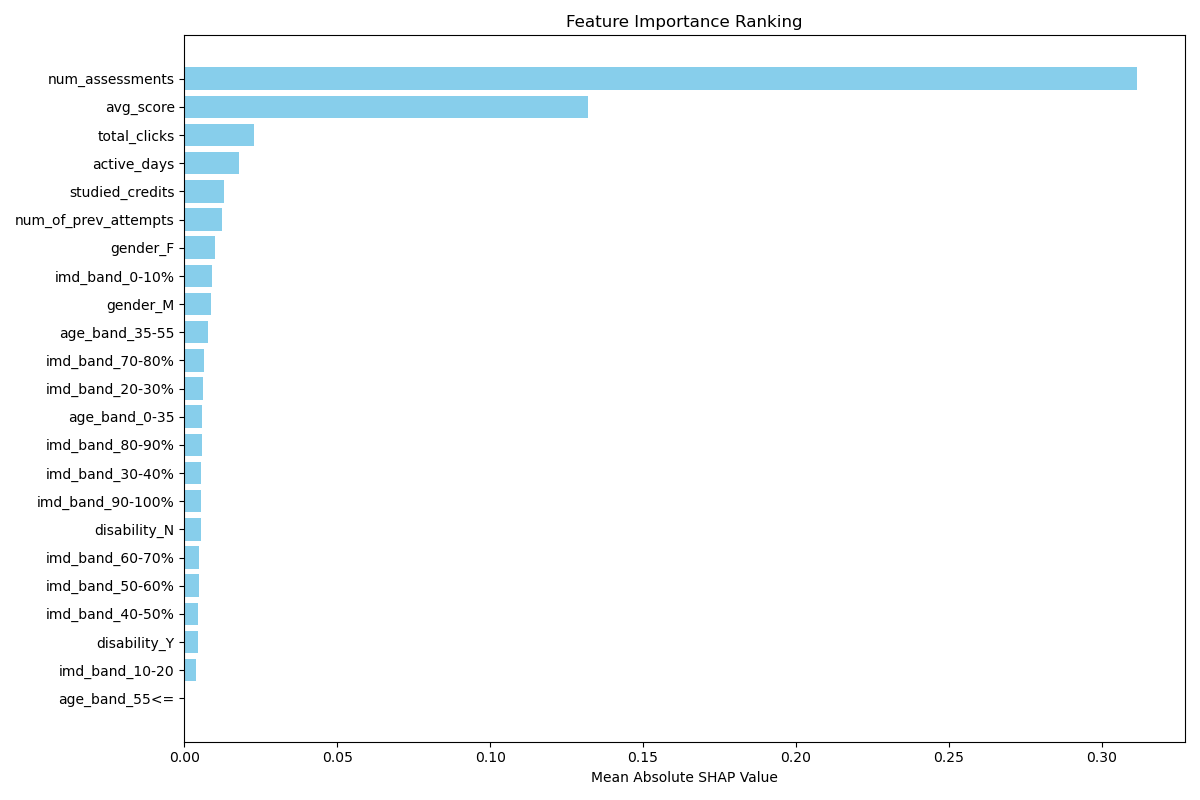 Feature Importance Ranking
num_assessments
avg_score
total_clicks
active_days
studied_credits
num_of_prev_attempts
gender_F
imd_band_0-10%
gender_M
age_band_35-55
imd_band_70-80%
imd_band_20-30%
age_band_0-35
imd_band_80-90%
imd_band_30-40%
imd_band_90-100%
disability_N
imd_band_60-70%
imd_band_50-60%
imd_band_40-50%
disability_Y
imd_band_10-20
age_band_55<=
0.00 0.05 0.10 0.15 0.20 0.25 0.30
Mean Absolute SHAP Value